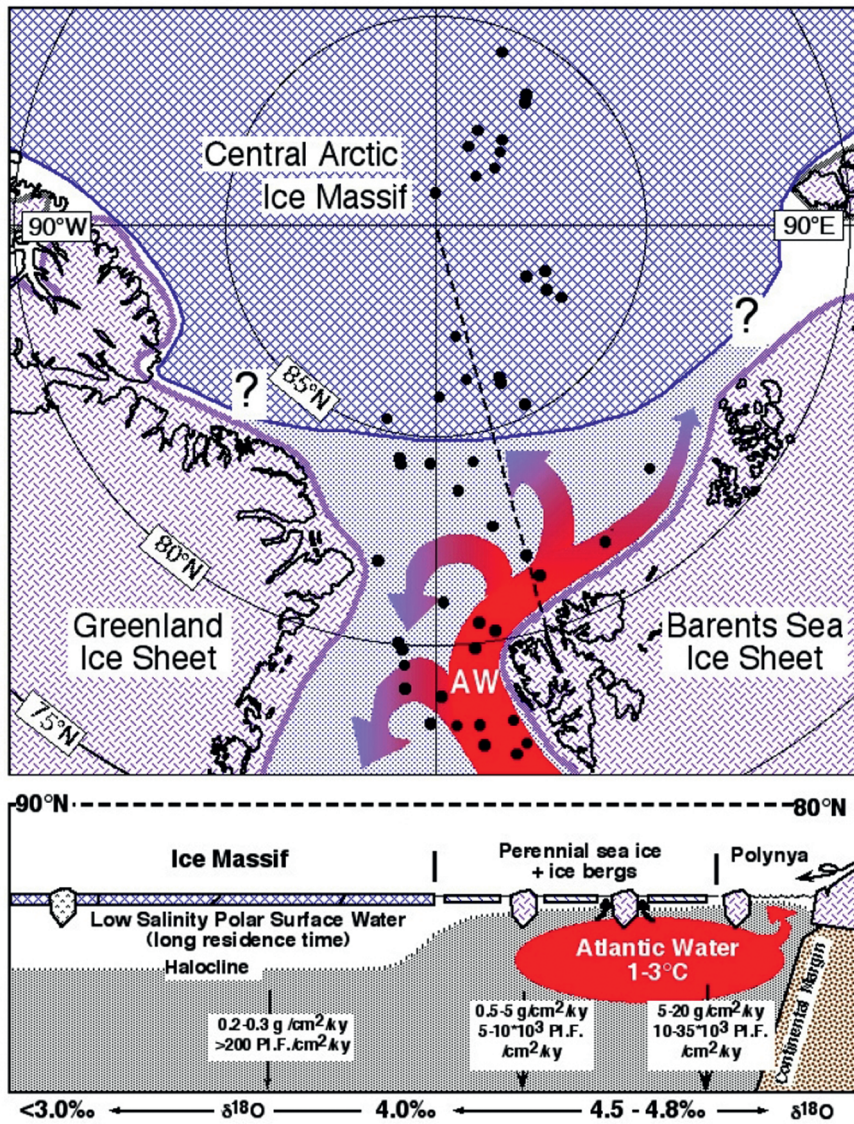 Central Arctic
Ice Massif
90°W
90°E
?
?
85°N
80°N
Greenland
Ice Sheet
Barents Sea
Ice Sheet
AW
75°N
90°N
80°N
Ice Massif
Perennial sea ice
+ ice bergs
Polynya
Low Salinity Polar Surface Water
(long residence time)
Halocline
Atlantic Water
1-3°C
Continental Margin
0.2-0.3 g /cm²/ky
>200 Pl.F./cm²/ky
0.5-5 g/cm²/ky
5-10*10³ Pl.F.
/cm²/ky
5-20 g/cm²/ky
10-35*10³ Pl.F.
/cm²/ky
<3.0‰
δ¹⁸O
4.0‰
4.5 - 4.8‰
δ¹⁸O